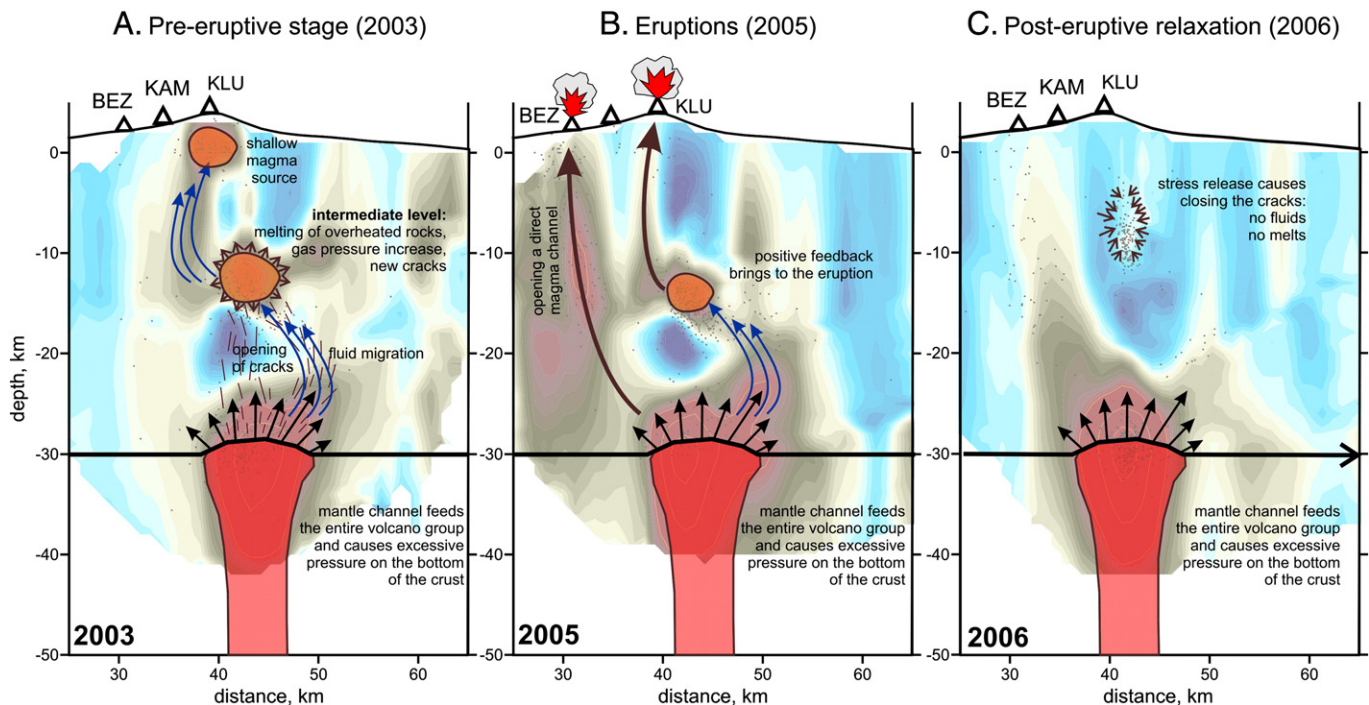 A. Pre-eruptive stage (2003)
BEZ
KAM
KLU
shallow
magma
source
intermediate level:
melting of overheated rocks,
gas pressure increase,
new cracks
opening
pf cracks
fluid migration
mantle channel feeds
the entire volcano group
and causes excessive
pressure on the bottom
of the crust
2003
depth, km
0
-10
-20
-30
-40
-50
30
40
50
60
distance, km
B. Eruptions (2005)
BEZ
KLU
opening a direct
magma channel
positive feedback
brings to the eruption
mantle channel feeds
the entire volcano group
and causes excessive
pressure on the bottom
of the crust
2005
0
-10
-20
-30
-40
-50
30
40
50
60
distance, km
C. Post-eruptive relaxation (2006)
BEZ
KAM
KLU
stress release causes
closing the cracks:
no fluids
no melts
mantle channel feeds
the entire volcano group
and causes excessive
pressure on the bottom
of the crust
2006
0
-10
-20
-30
-40
-50
30
40
50
60
distance, km